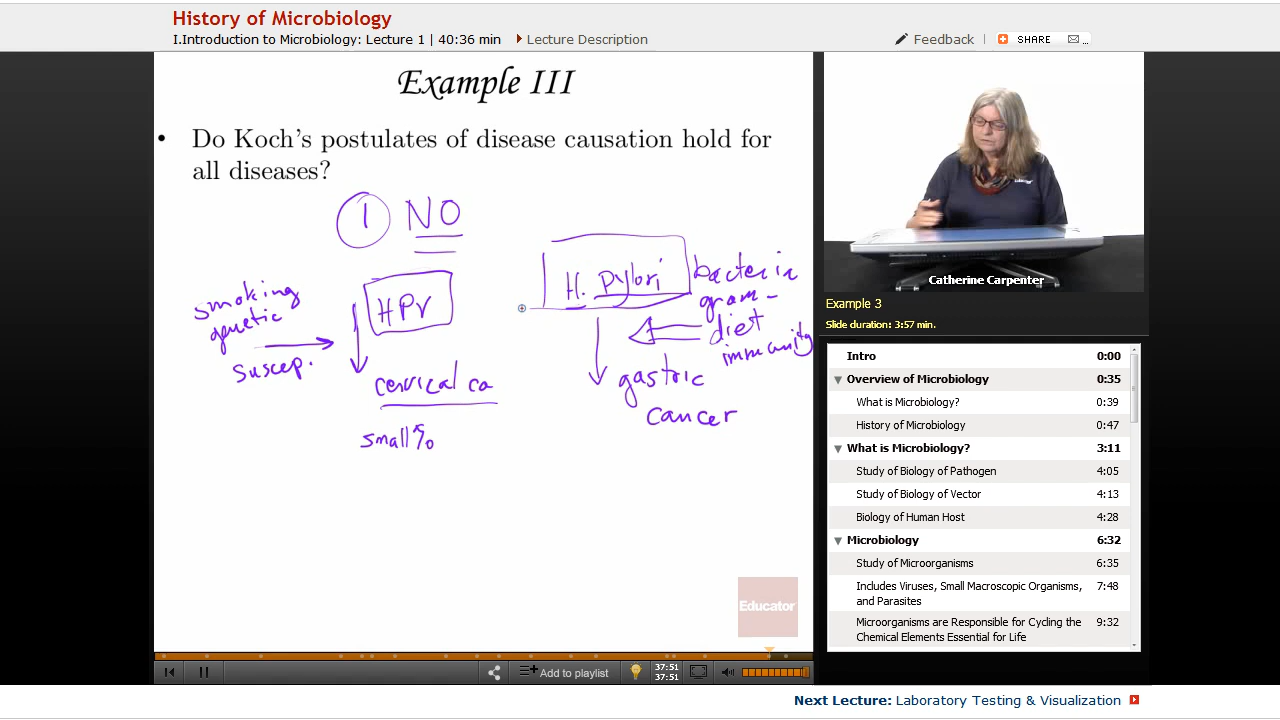 History of Microbiology
I.Introduction to Microbiology: Lecture 1 | 40:36 min
Lecture Description
Feedback
SHARE
...
Example III
• Do Koch's postulates of disease causation hold for
all diseases?
1 NO
smoking
genetic
suscep.
HPV
cervical ca
small %
H. pylori
bacteria
gram -
diet
immunity
gastric
cancer
Educator
Catherine Carpenter
Example 3
Slide duration: 3:57 min.
Intro 0:00
Overview of Microbiology 0:35
What is Microbiology? 0:39
History of Microbiology 0:47
What is Microbiology? 3:11
Study of Biology of Pathogen 4:05
Study of Biology of Vector 4:13
Biology of Human Host 4:28
Microbiology 6:32
Study of Microorganisms 6:35
Includes Viruses, Small Macroscopic Organisms, 7:48
and Parasites
Microorganisms are Responsible for Cycling the 9:32
Chemical Elements Essential for Life
Add to playlist
37:51
37:51
Next Lecture: Laboratory Testing & Visualization